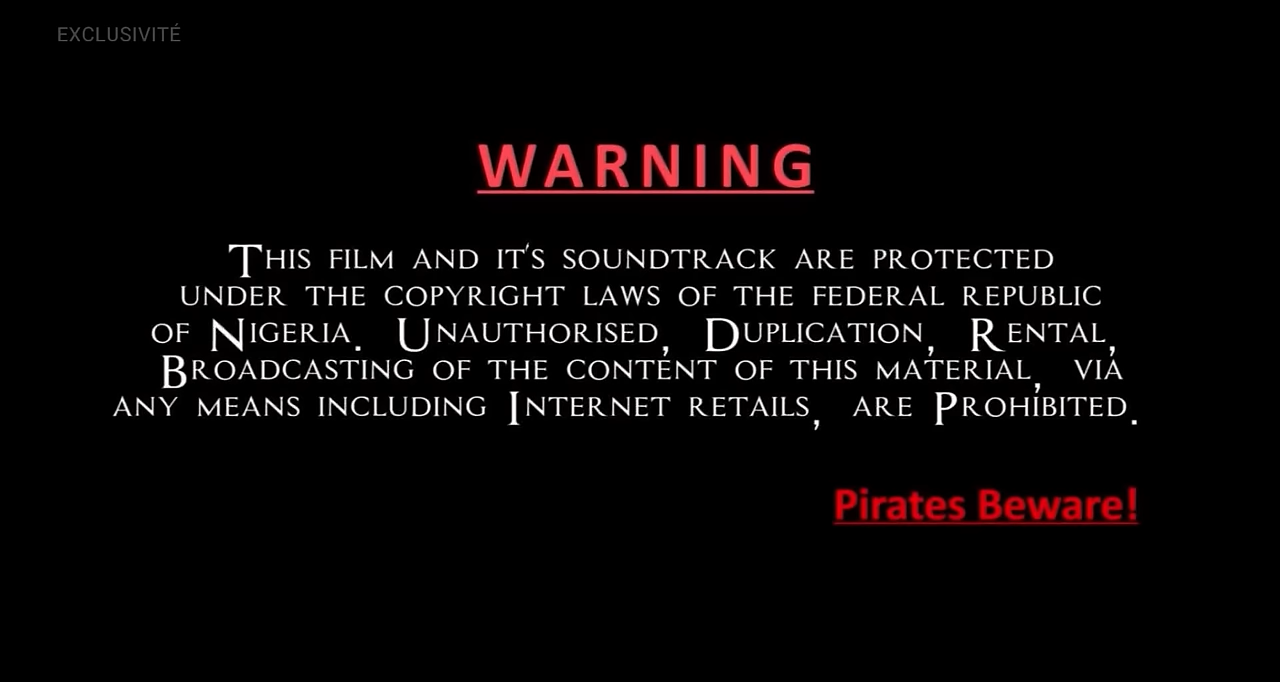 EXCLUSIVITÉ
WARNING
This film and it's soundtrack are protected
under the copyright laws of the federal republic
of Nigeria. Unauthorised, Duplication, Rental,
Broadcasting of the content of this material, via
any means including Internet retails, are Prohibited.
Pirates Beware!